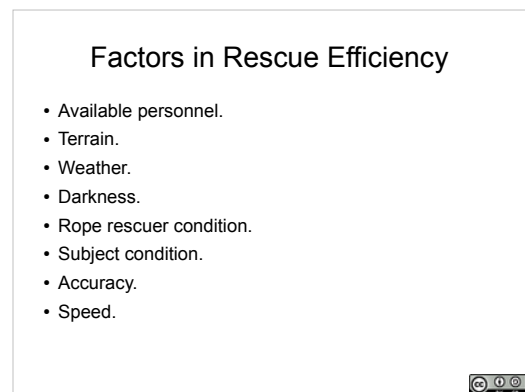 Factors in Rescue Efficiency
• Available personnel.
• Terrain.
• Weather.
• Darkness.
• Rope rescuer condition.
• Subject condition.
• Accuracy.
• Speed.